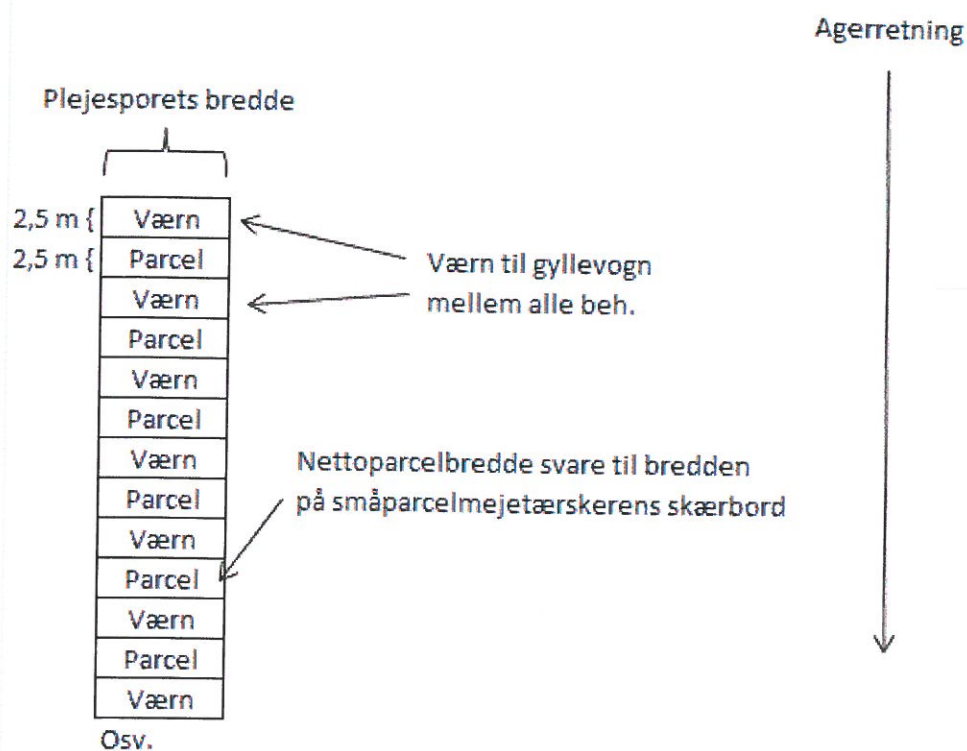 Agerretning
Plejesporets bredde
2,5 m { Værn
2,5 m { Parcel
Værn til gyllevogn
mellem alle beh.
Værn
Parcel
Værn
Parcel
Værn
Nettoparcelbredde svare til bredden
på småparcelmejetærskerens skærbord
Parcel
Værn
Parcel
Værn
Parcel
Værn
Osv.